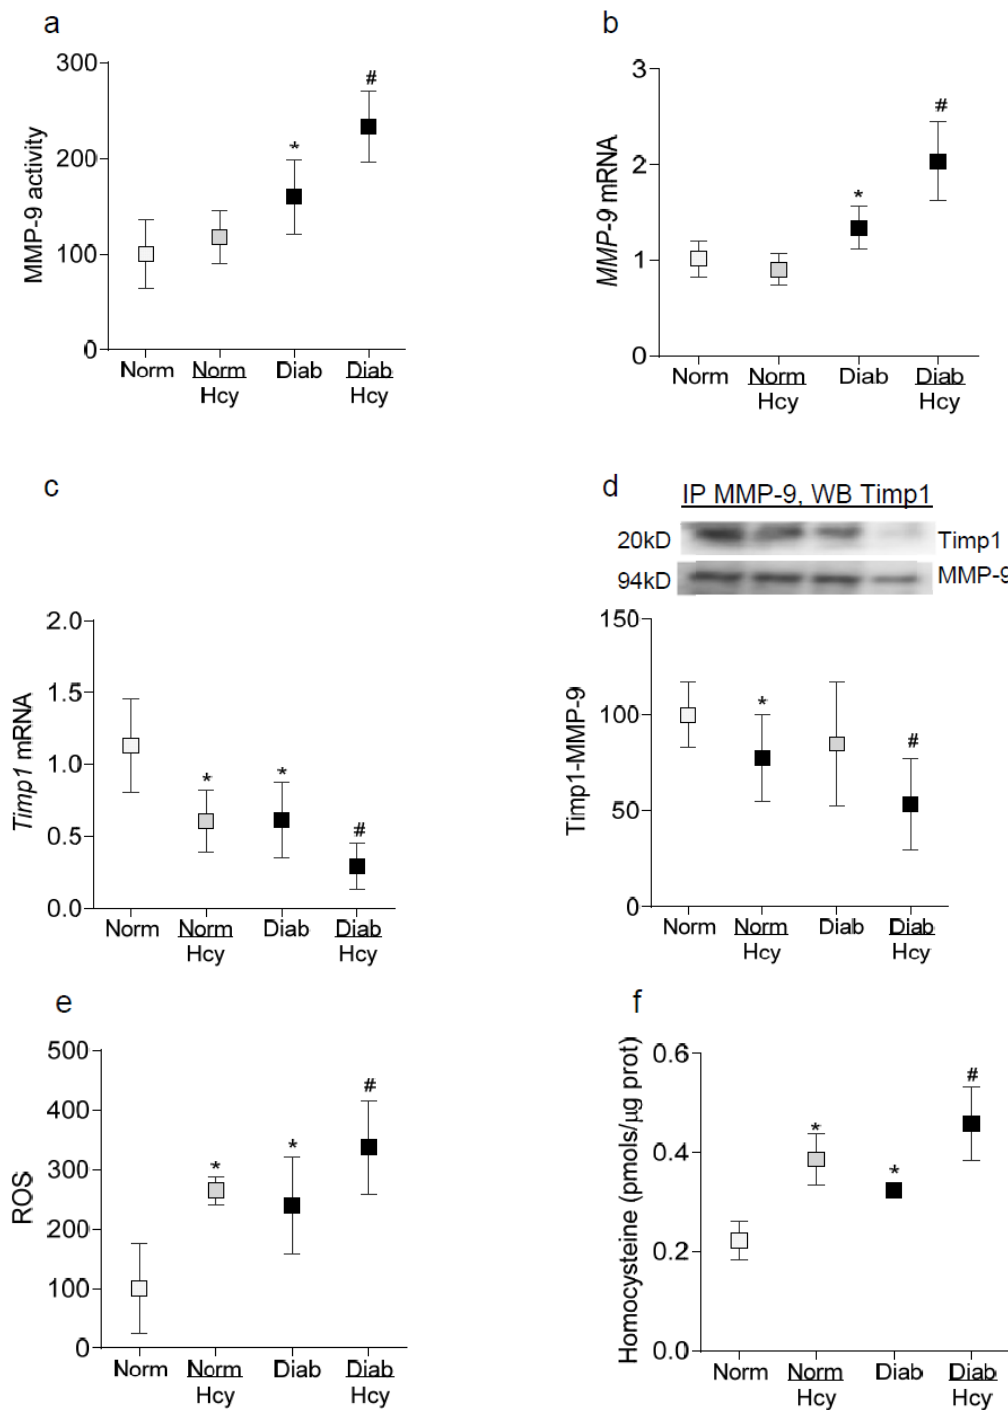 a
MMP-9 activity
300
200
100
0
*
#
Norm
Norm
Hcy
Diab
Diab
Hcy
b
MMP-9 mRNA
3
2
1
0
*
#
Norm
Norm
Hcy
Diab
Diab
Hcy
c
Timp1 mRNA
2.0
1.5
1.0
0.5
0.0
*
*
#
Norm
Norm
Hcy
Diab
Diab
Hcy
d
IP MMP-9, WB Timp1
20kD
Timp1
94kD
MMP-9
Timp1-MMP-9
150
100
50
0
*
#
Norm
Norm
Hcy
Diab
Diab
Hcy
e
ROS
500
400
300
200
100
0
*
*
#
Norm
Norm
Hcy
Diab
Diab
Hcy
f
Homocysteine (pmols/μg prot)
0.6
0.4
0.2
0.0
*
*
#
Norm
Norm
Hcy
Diab
Diab
Hcy